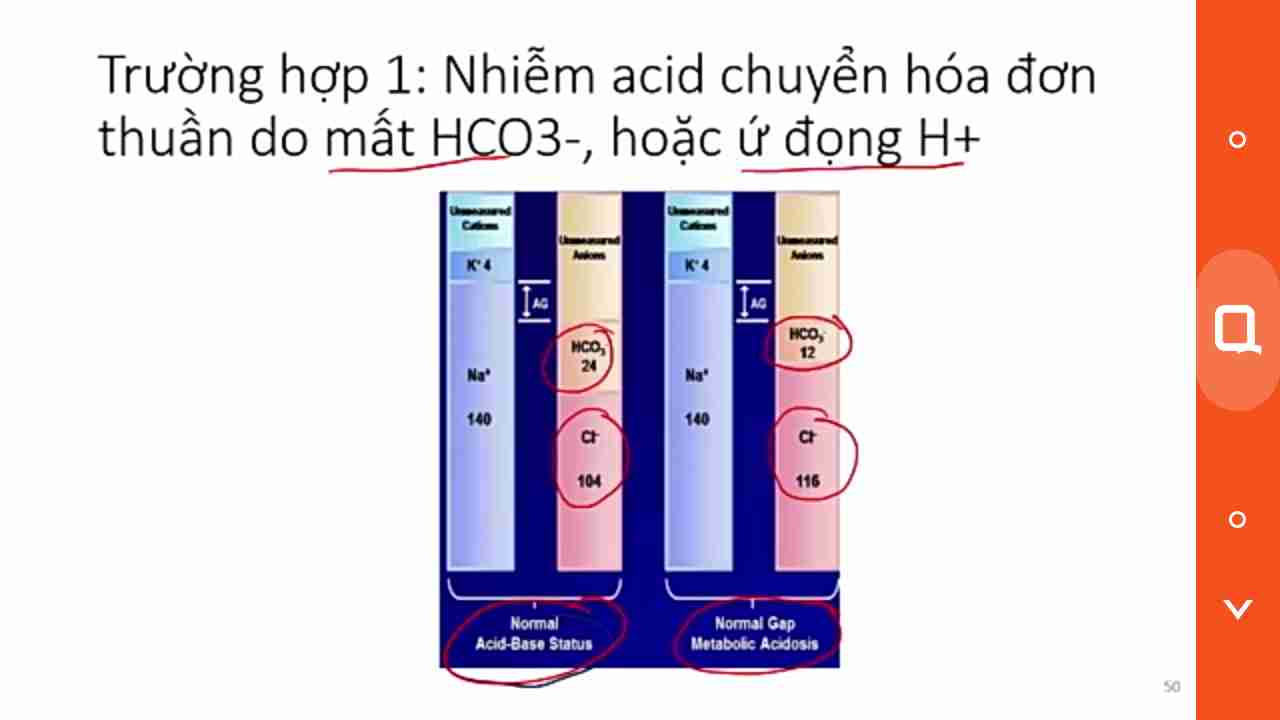 Trường hợp 1: Nhiễm acid chuyển hóa đơn
thuần do mất HCO3-, hoặc ứ đọng H+
Unmeasured
Cations
K⁺ 4
Na⁺
140
AG
Unmeasured
Anions
HCO₃⁻
24
Cl⁻
104
Normal
Acid-Base Status
Unmeasured
Cations
K⁺ 4
Na⁺
140
AG
Unmeasured
Anions
HCO₃⁻
12
Cl⁻
116
Normal Gap
Metabolic Acidosis
50